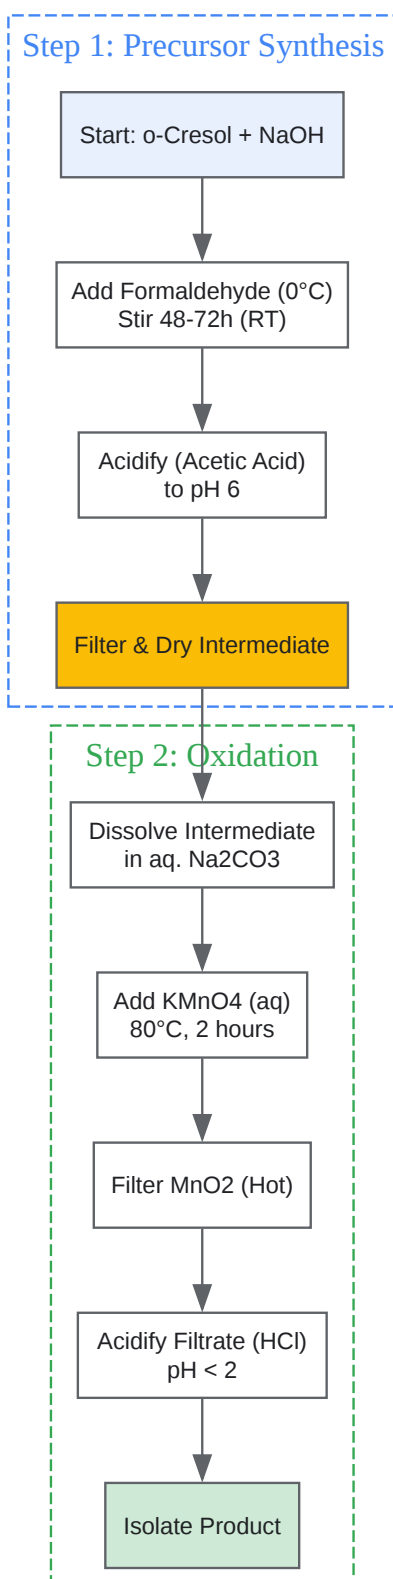 Step 1: Precursor Synthesis
Start: o-Cresol + NaOH
Add Formaldehyde (0°C)
Stir 48-72h (RT)
Acidify (Acetic Acid)
to pH 6
Filter & Dry Intermediate
Step 2: Oxidation
Dissolve Intermediate
in aq. Na2CO3
Add KMnO4 (aq)
80°C, 2 hours
Filter MnO2 (Hot)
Acidify Filtrate (HCl)
pH < 2
Isolate Product